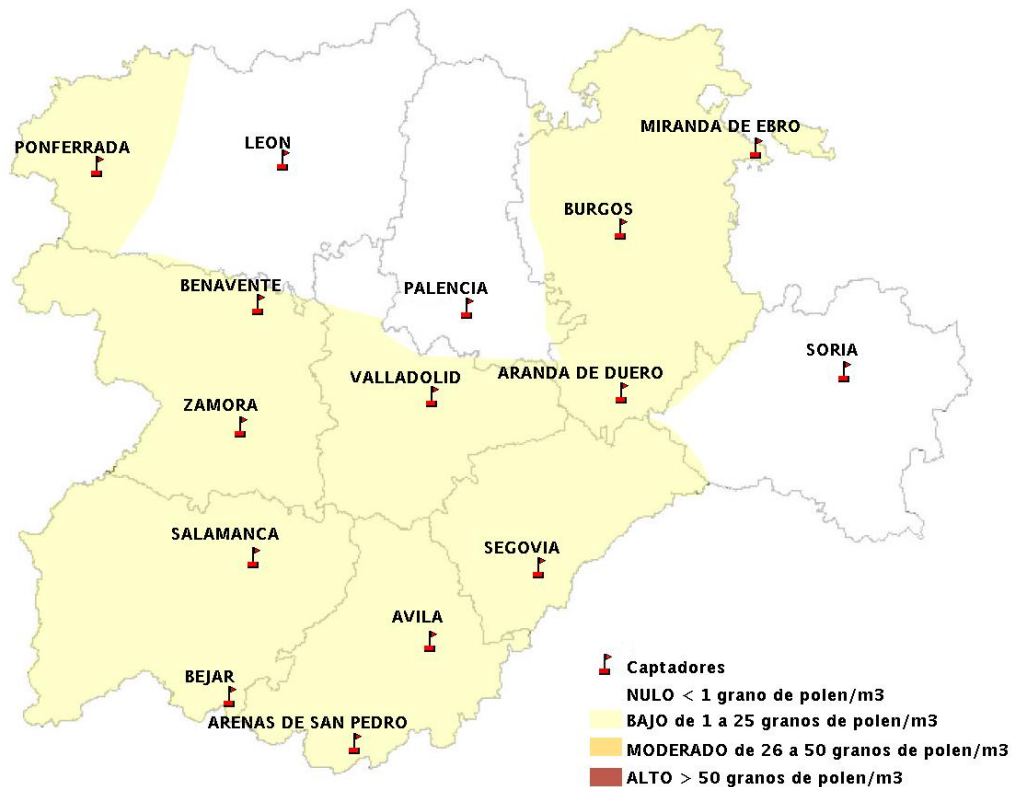 MIRANDA DE EBRO
PONFERRADA
LEON
BURGOS
BENAVENTE
PALENCIA
SORIA
VALLADOLID
ARANDA DE DUERO
ZAMORA
SALAMANCA
SEGOVIA
AVILA
BEJAR
ARENAS DE SAN PEDRO
Captadores
NULO < 1 grano de polen/m3
BAJO de 1 a 25 granos de polen/m3
MODERADO de 26 a 50 granos de polen/m3
ALTO > 50 granos de polen/m3